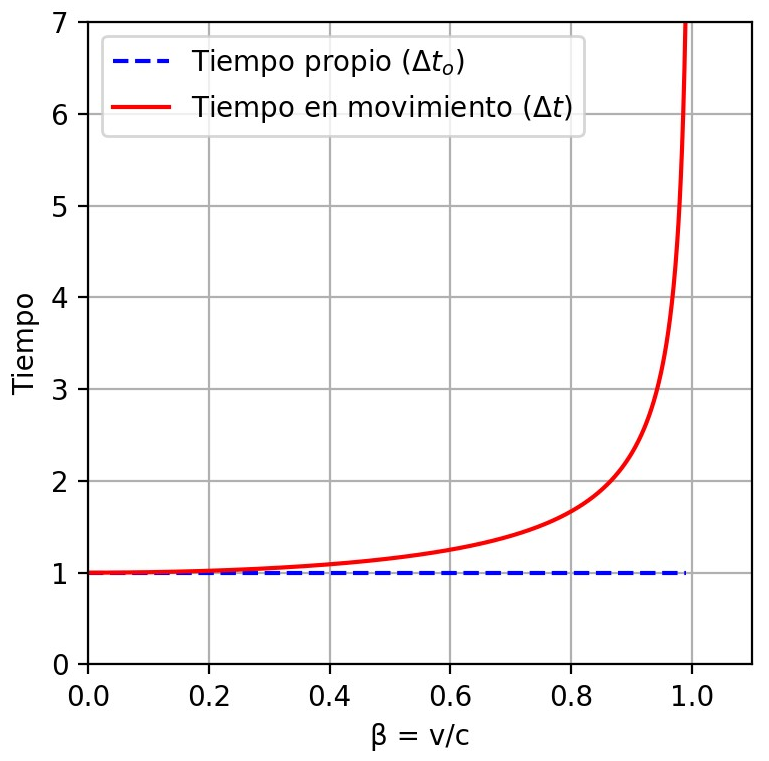 Tiempo propio (Δtₒ)
Tiempo en movimiento (Δt)
7
6
5
4
3
2
1
0
Tiempo
0.0 0.2 0.4 0.6 0.8 1.0
β = v/c